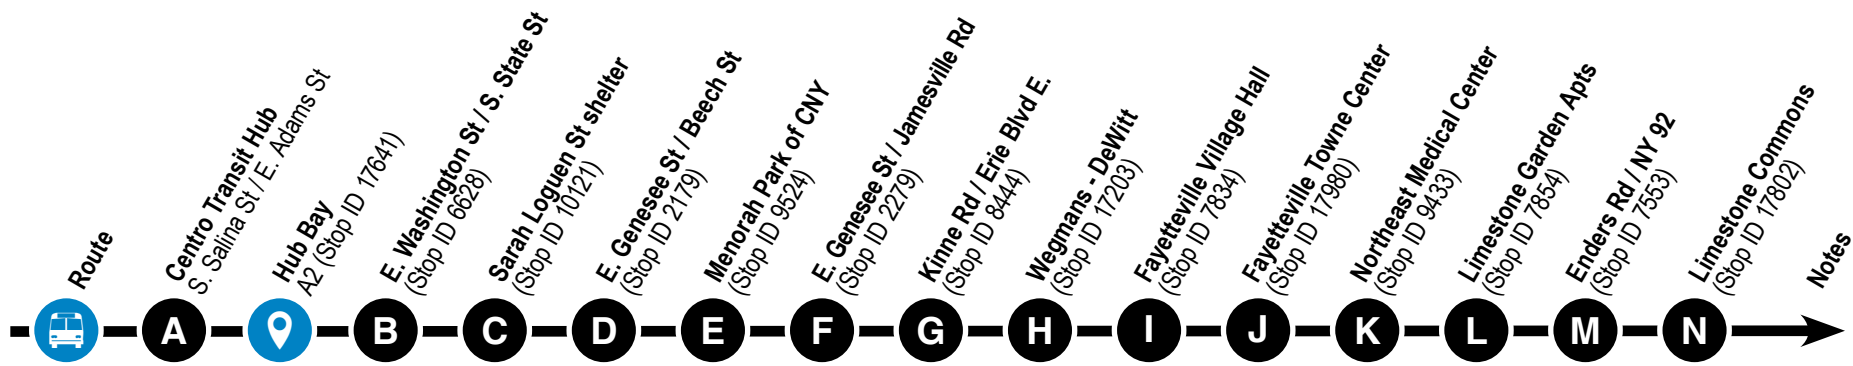 Route
Centro Transit Hub
S. Salina St / E. Adams St
Hub Bay
A2 (Stop ID 17641)
E. Washington St / S. State St
(Stop ID 6628)
Sarah Loguen St shelter
(Stop ID 10121)
E. Genesee St / Beech St
(Stop ID 2179)
Menorah Park of CNY
(Stop ID 9524)
E. Genesee St / Jamesville Rd
(Stop ID 2279)
Kinne Rd / Erie Blvd E.
(Stop ID 8444)
Wegmans - DeWitt
(Stop ID 17203)
Fayetteville Village Hall
(Stop ID 7834)
Fayetteville Towne Center
(Stop ID 17980)
Northeast Medical Center
(Stop ID 9433)
Limestone Garden Apts
(Stop ID 7854)
Enders Rd / NY 92
(Stop ID 7553)
Limestone Commons
(Stop ID 17802)
Notes
A B C D E F G H I J K L M N